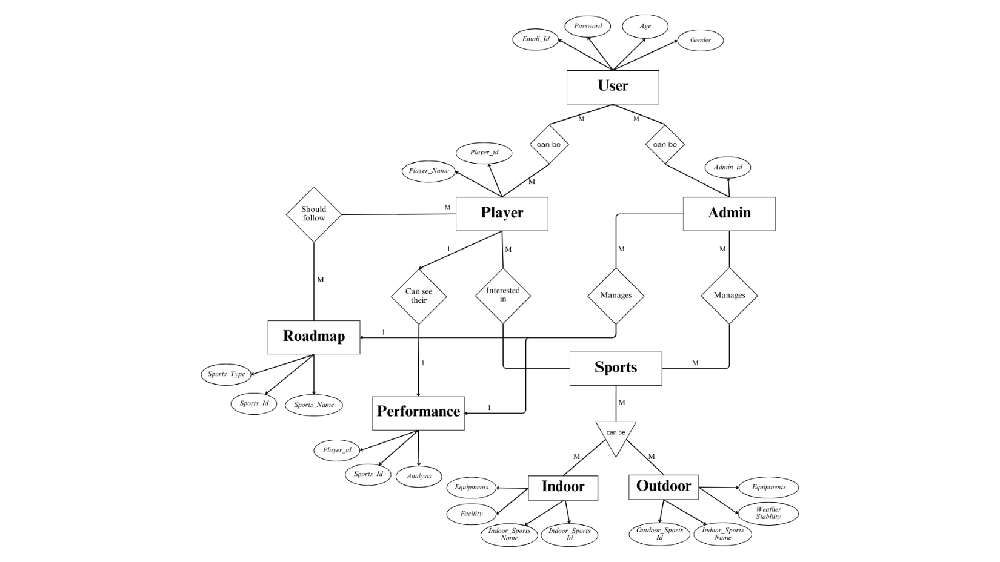 Password
Age
Email_Id
Gender
User
M
M
can be
can be
Player_id
Player_Name
Admin_id
M
Should
follow
M
Player
Admin
1
M
M
M
M
Can see
their
Interested
in
Manages
Manages
Roadmap
1
1
Sports
M
Sports_Type
Sports_Id
Sports_Name
M
Performance
1
can be
Player_id
Sports_Id
Analysis
M
M
Equipments
Indoor
Outdoor
Equipments
Facility
Weather
Stability
Indoor_Sports
Name
Indoor_Sports
Id
Outdoor_Sports
Id
Indoor_Sports
Name